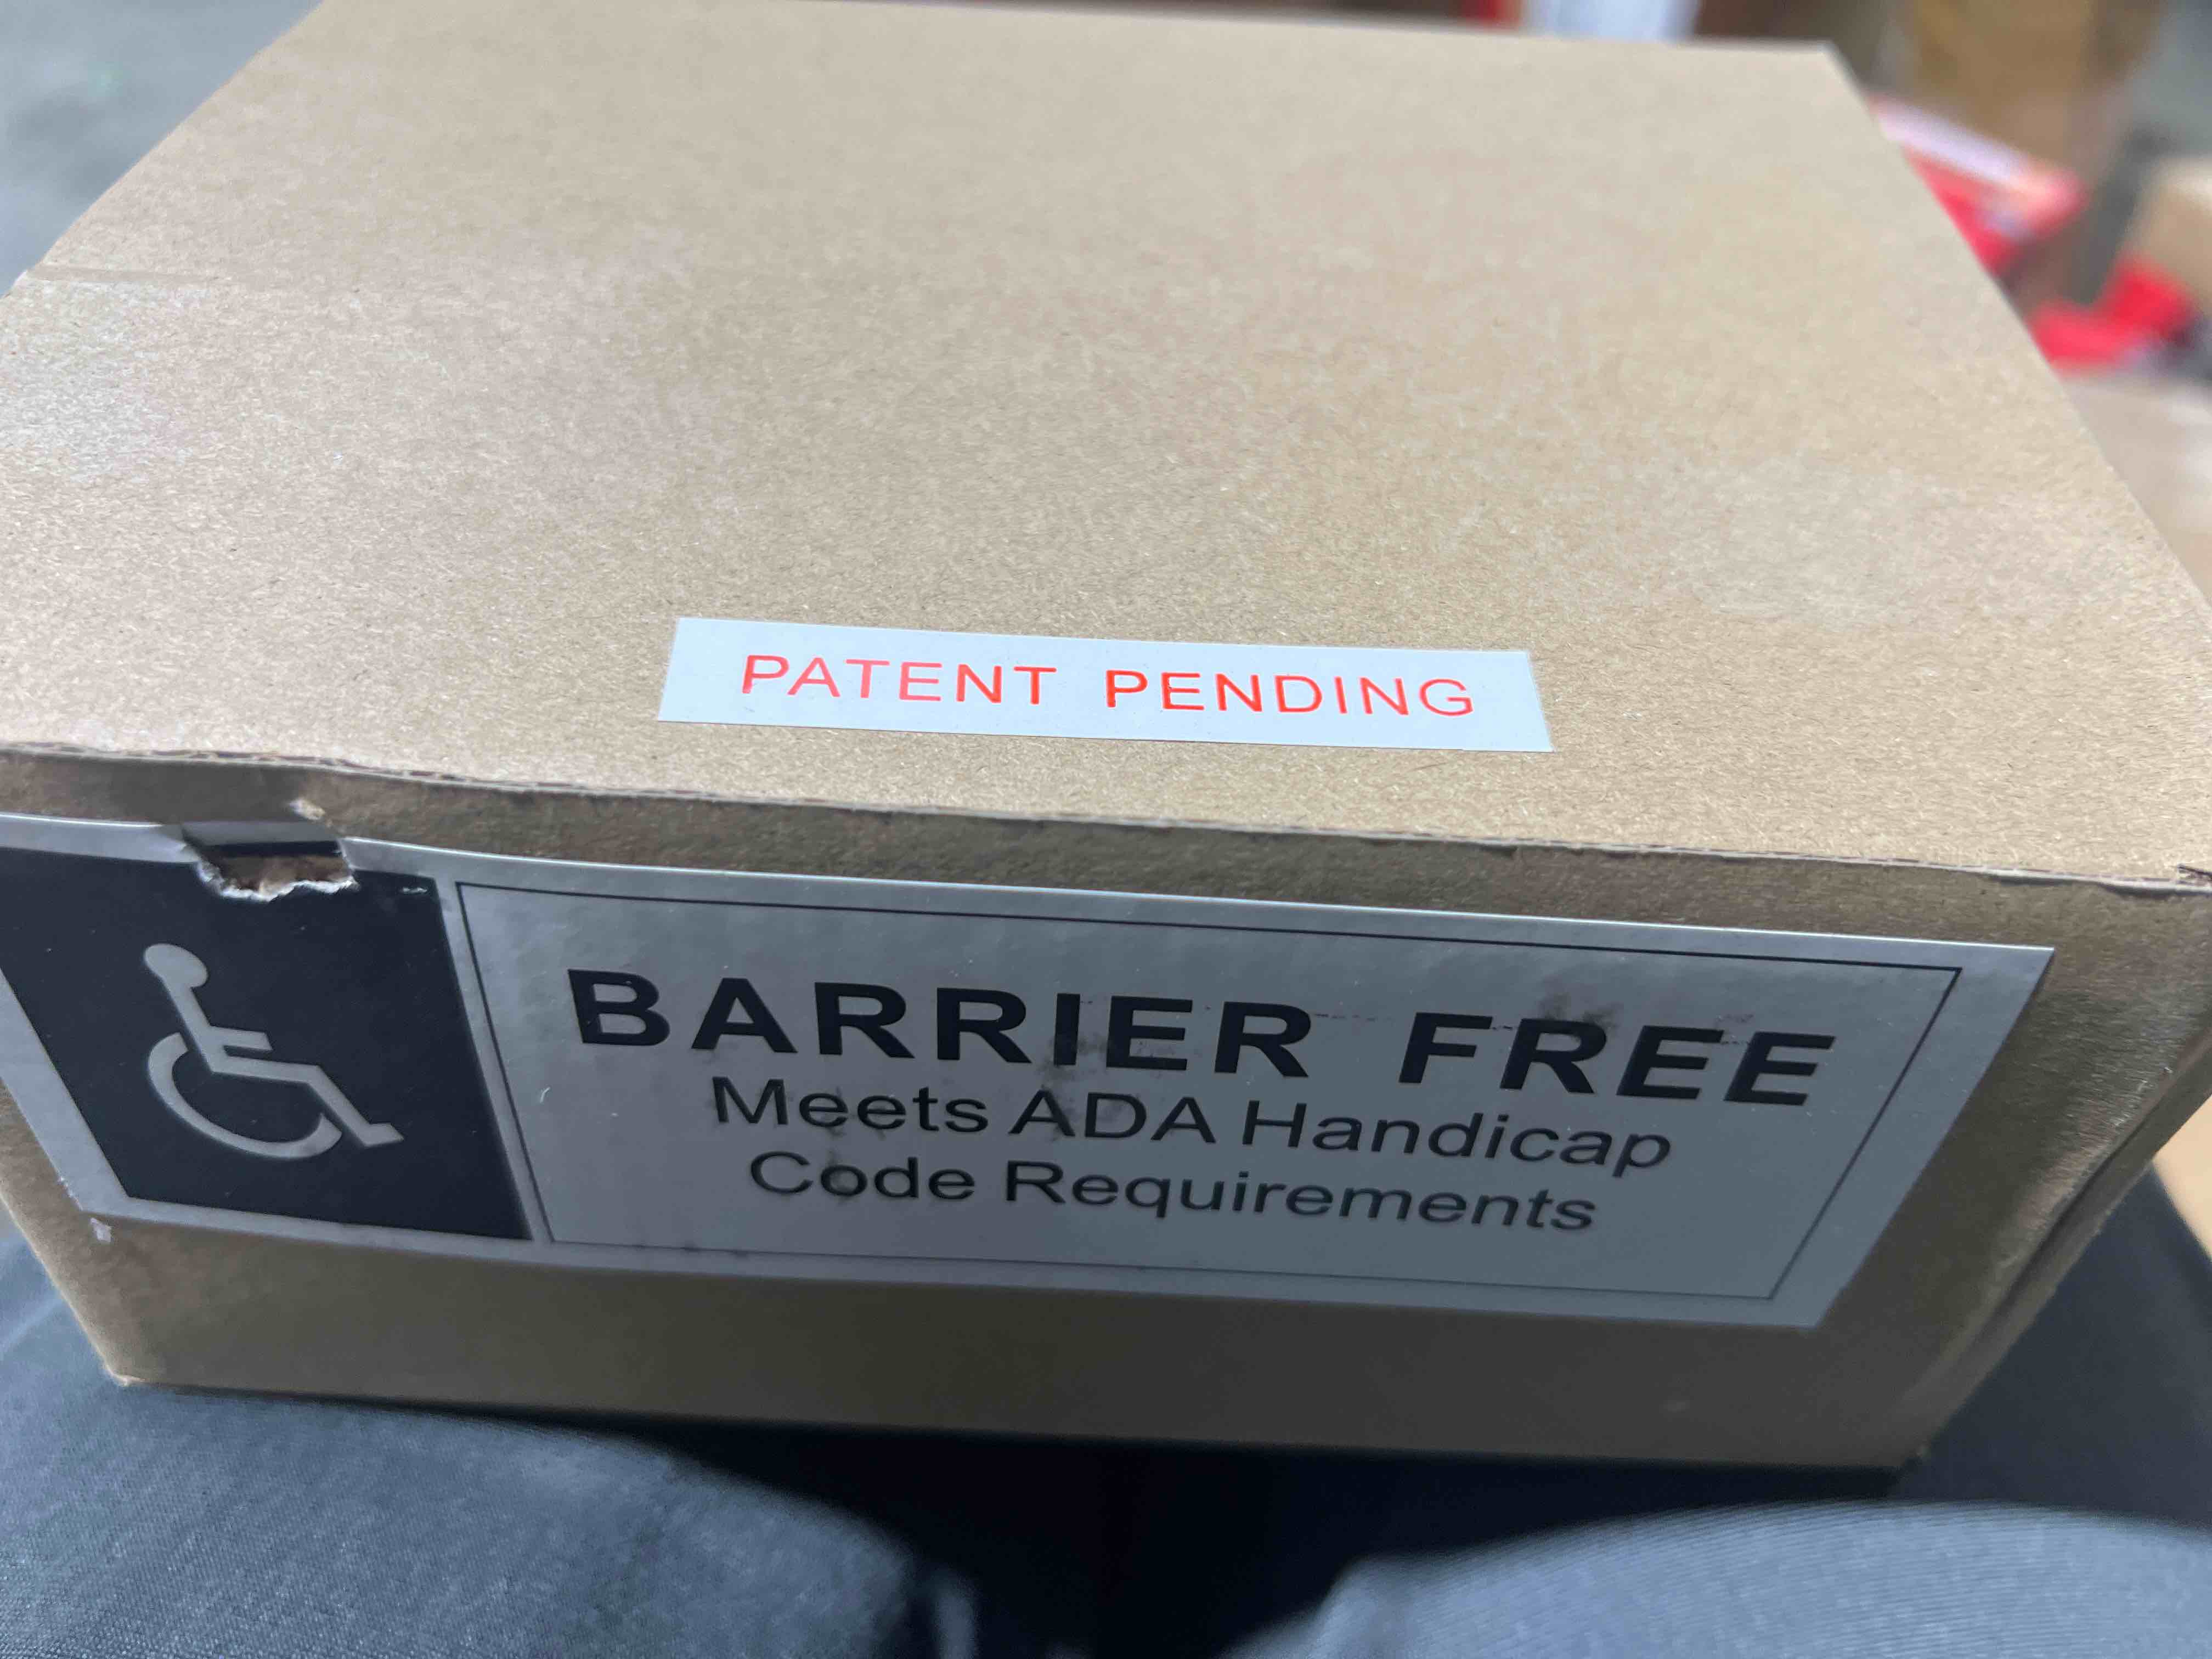 PATENT PENDING
BARRIER FREE
Meets ADA Handicap
Code Requirements